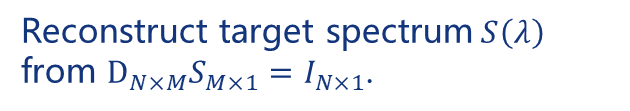 Reconstruct target spectrum S(λ)
from D_{N×M}S_{M×1} = I_{N×1}.